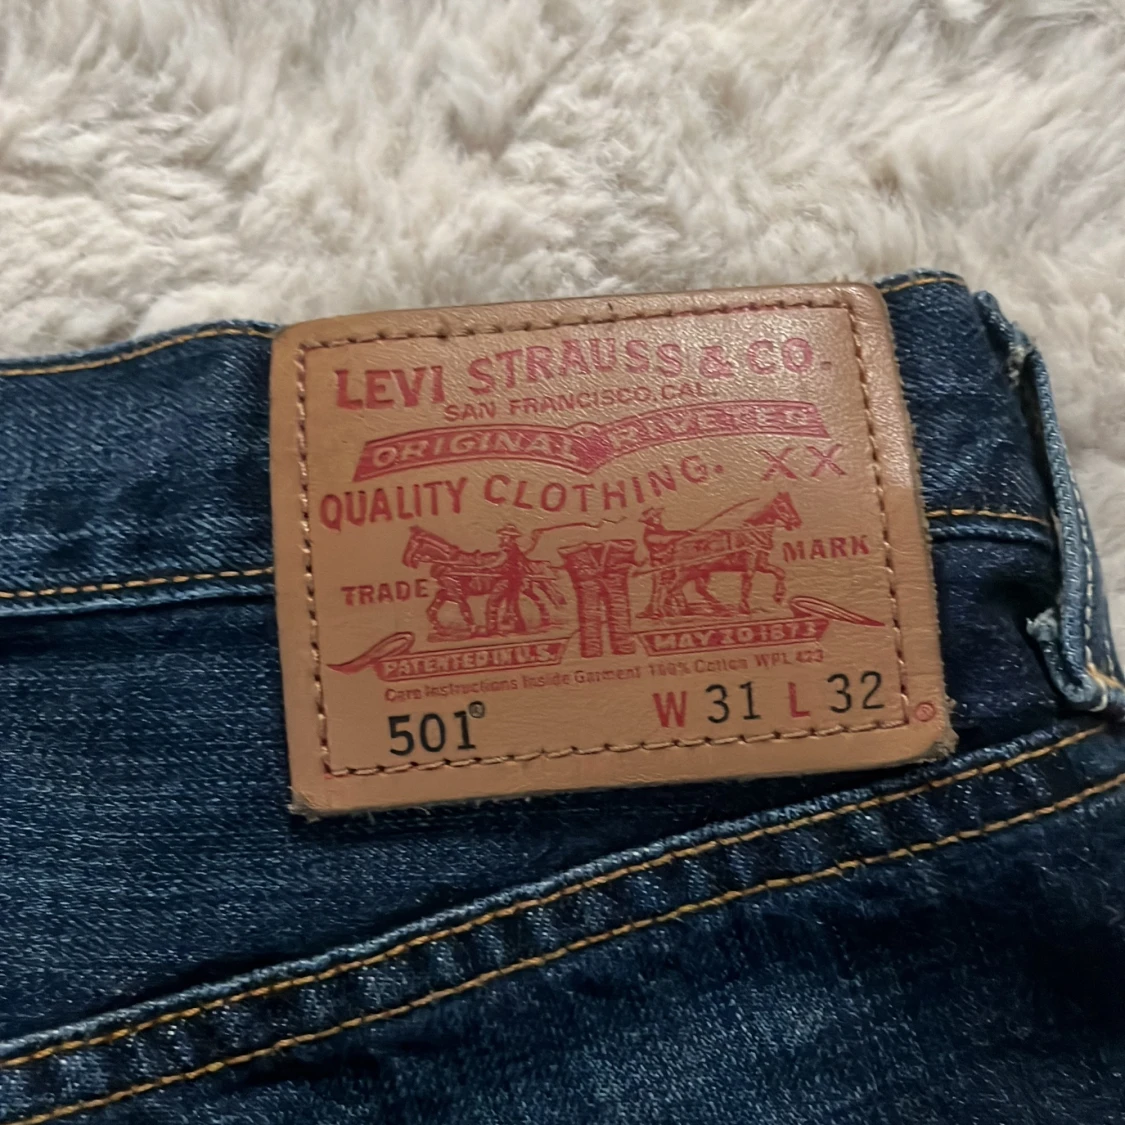 LEVI STRAUSS & CO.
SAN FRANCISCO, CAL.
ORIGINAL RIVETED
QUALITY CLOTHING. XX
TRADE MARK
PATENTED IN U.S. MAY 20 1873
Care Instructions Inside Garment 100% Cotton WPL 423
501® W 31 L 32 ®